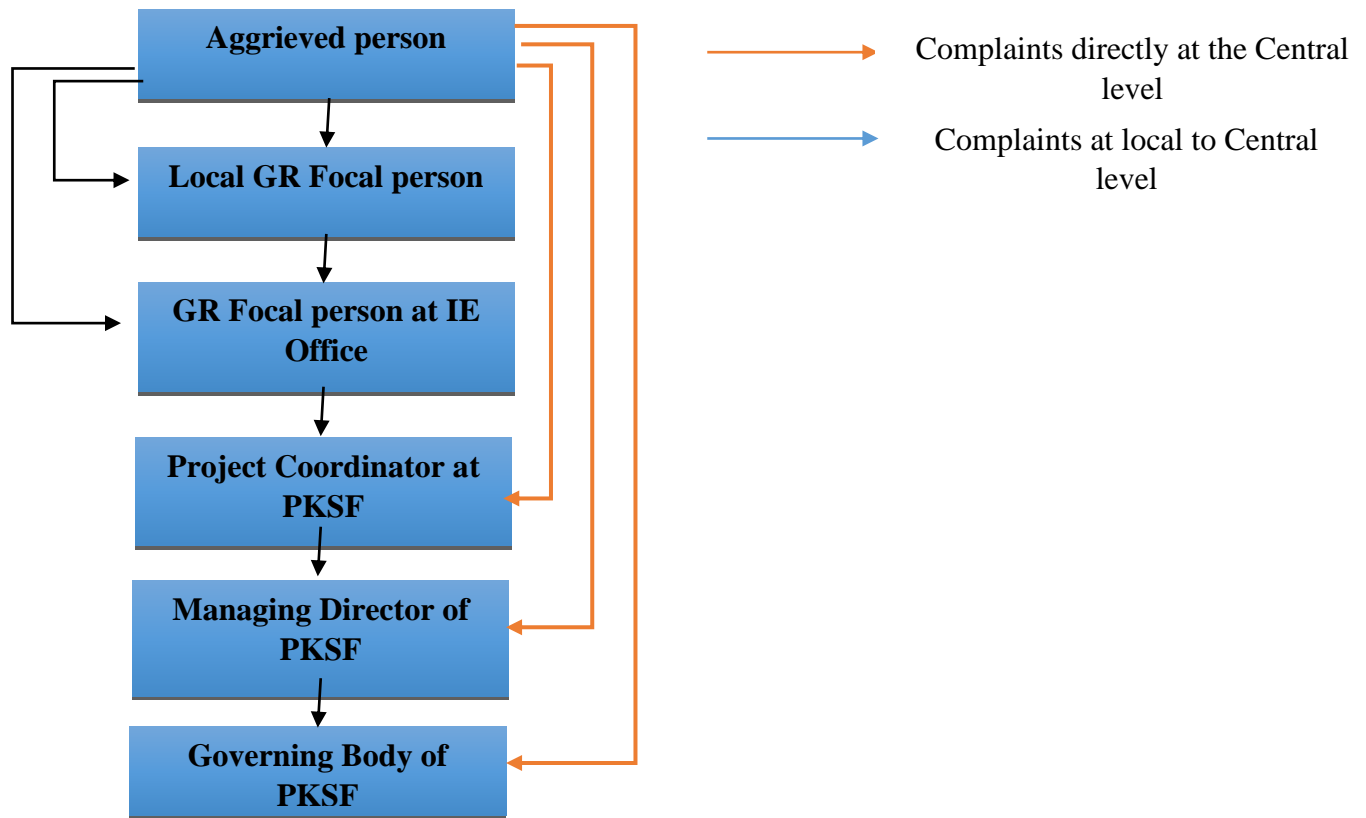 Aggrieved person
Complaints directly at the Central
level
Complaints at local to Central
level
Local GR Focal person
GR Focal person at IE
Office
Project Coordinator at
PKSF
Managing Director of
PKSF
Governing Body of
PKSF